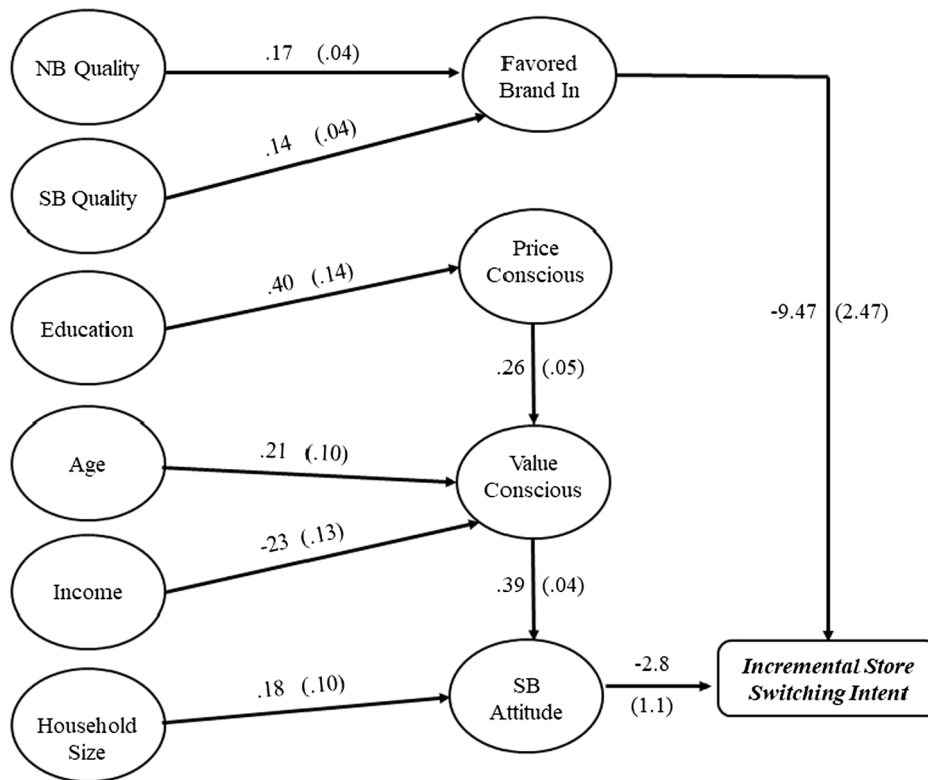 NB Quality
.17 (.04)
Favored
Brand In
.14 (.04)
SB Quality
Price
Conscious
.40 (.14)
Education
-9.47 (2.47)
.26 (.05)
Age
.21 (.10)
Value
Conscious
-23 (.13)
Income
.39 (.04)
Household
Size
.18 (.10)
SB
Attitude
-2.8
(1.1)
Incremental Store
Switching Intent